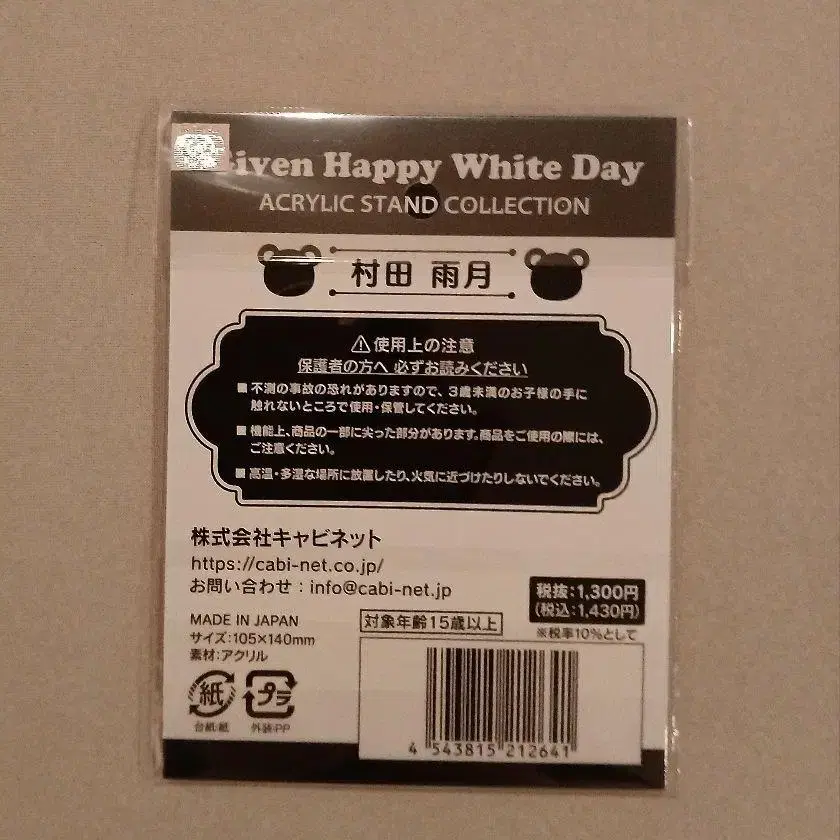 Given Happy White Day
ACRYLIC STAND COLLECTION
村田 雨月
⚠使用上の注意
保護者の方へ 必ずお読みください
■不測の事故の恐れがありますので、3歳未満のお子様の手に
触れないところで使用・保管してください。
■機能上、商品の一部に尖った部分があります。商品をご使用の際には、
ご注意ください。
■高温・多湿な場所に放置したり、火気に近づけたりしないでください。
株式会社キャビネット
https://cabi-net.co.jp/
お問い合わせ：info@cabi-net.jp
税抜：1,300円
(税込：1,430円)
※税率10%として
MADE IN JAPAN
サイズ：105×140mm
素材：アクリル
対象年齢15歳以上
紙
プラ
台紙:紙
外装:PP
4 543815 212641